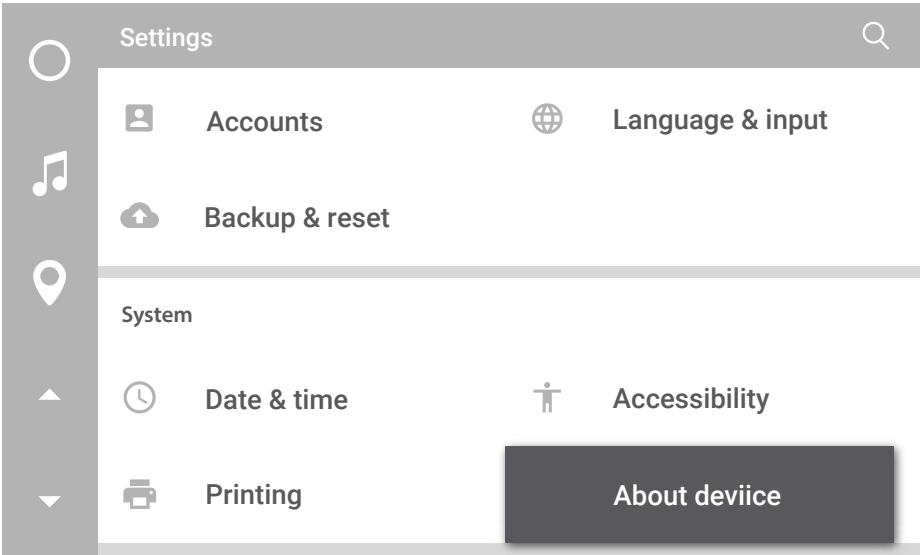 Settings
Accounts
Language & input
Backup & reset
System
Date & time
Accessibility
Printing
About deviice